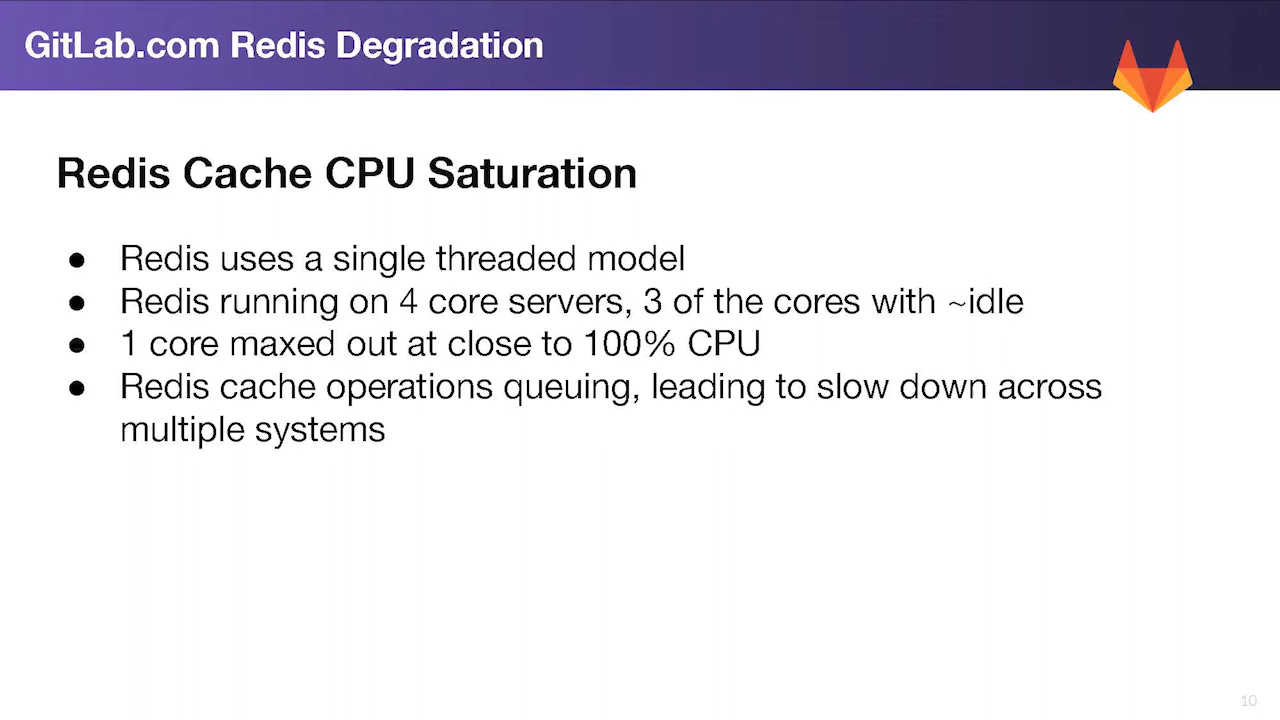 GitLab.com Redis Degradation
Redis Cache CPU Saturation
● Redis uses a single threaded model
● Redis running on 4 core servers, 3 of the cores with ~idle
● 1 core maxed out at close to 100% CPU
● Redis cache operations queuing, leading to slow down across
multiple systems
10